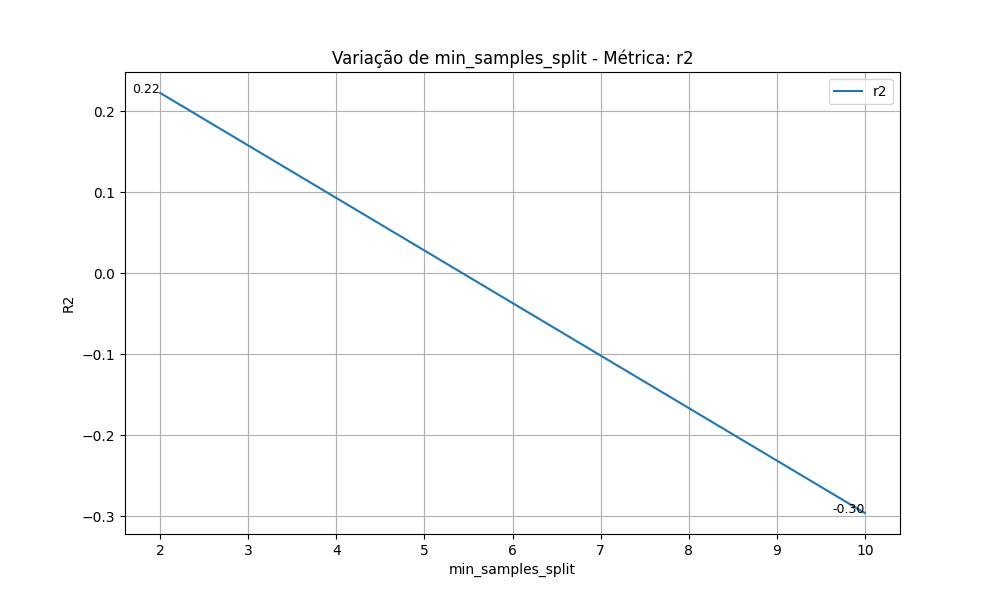 Variação de min_samples_split - Métrica: r2
0.22
r2
0.2
0.1
0.0
−0.1
−0.2
−0.3
R2
-0.30
2 3 4 5 6 7 8 9 10
min_samples_split